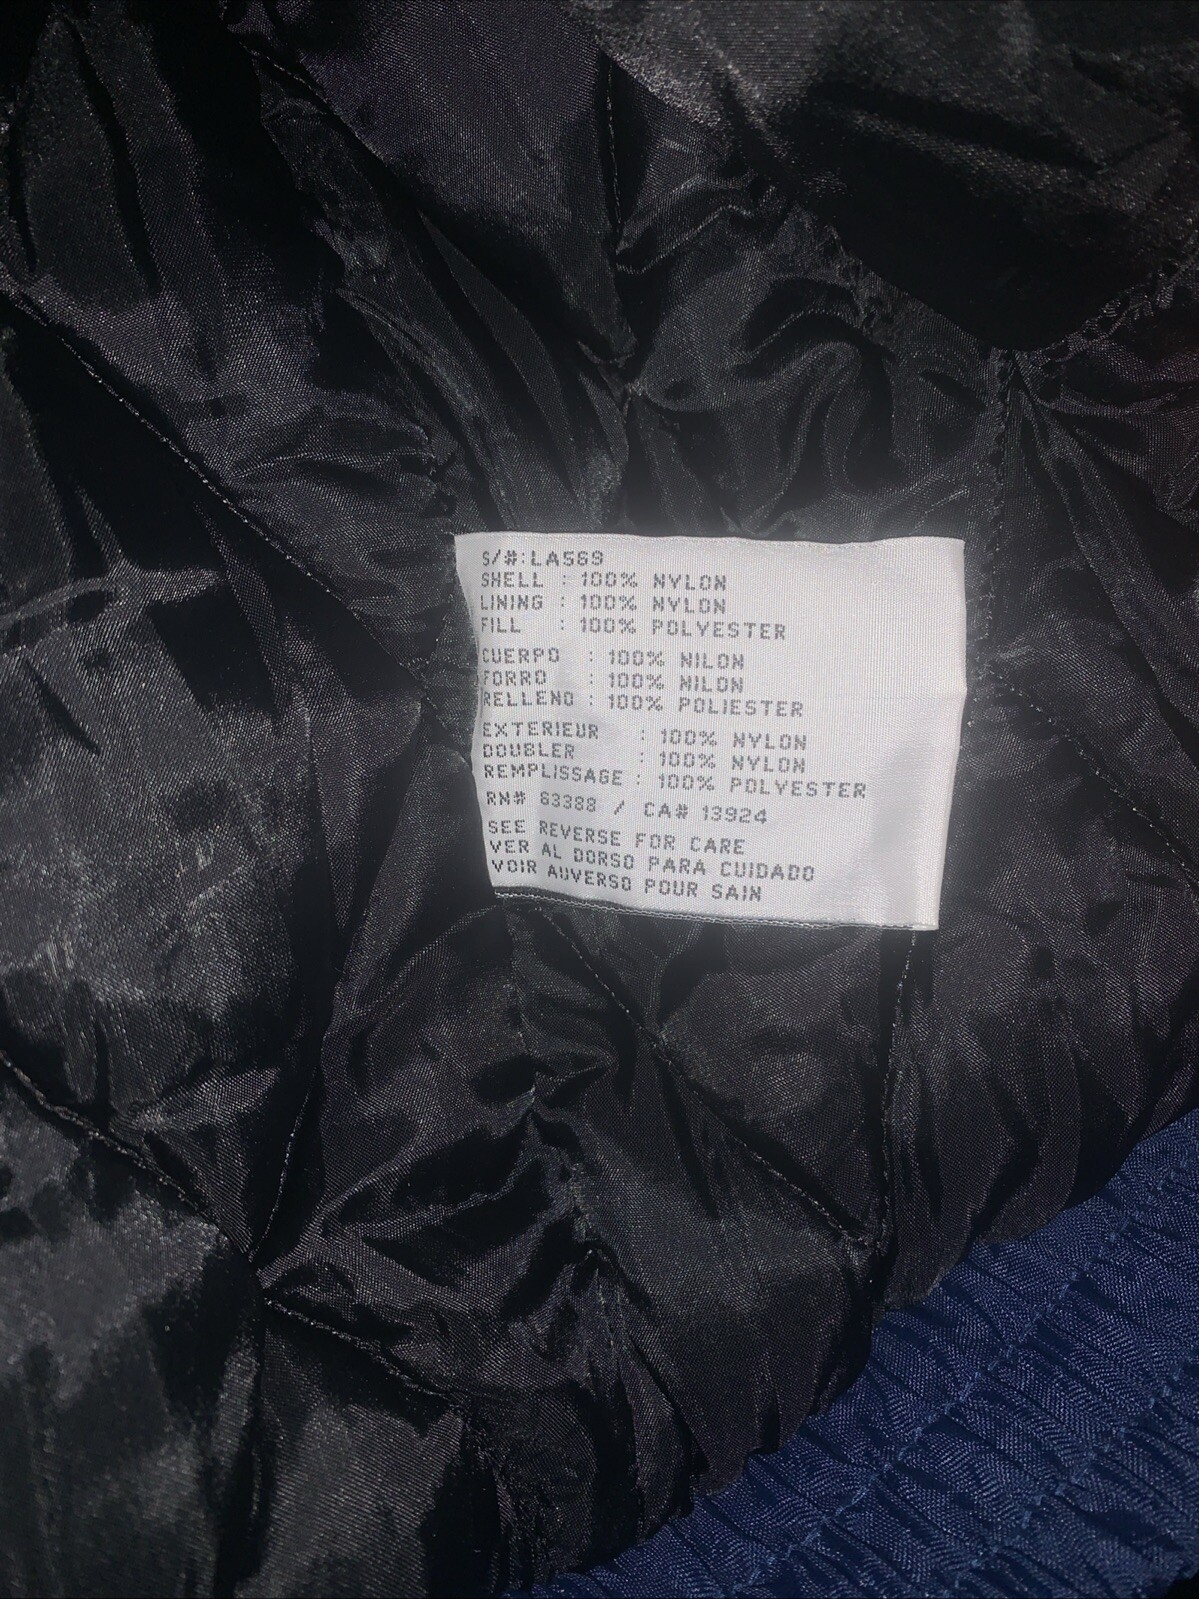 S/#:LA569
SHELL : 100% NYLON
LINING : 100% NYLON
FILL : 100% POLYESTER
CUERPO : 100% NILON
FORRO : 100% NILON
RELLENO : 100% POLIESTER
EXTERIEUR : 100% NYLON
DOUBLER : 100% NYLON
REMPLISSAGE : 100% POLYESTER
RN# 63388 / CA# 13924
SEE REVERSE FOR CARE
VER AL DORSO PARA CUIDADO
VOIR AUVERSO POUR SAIN